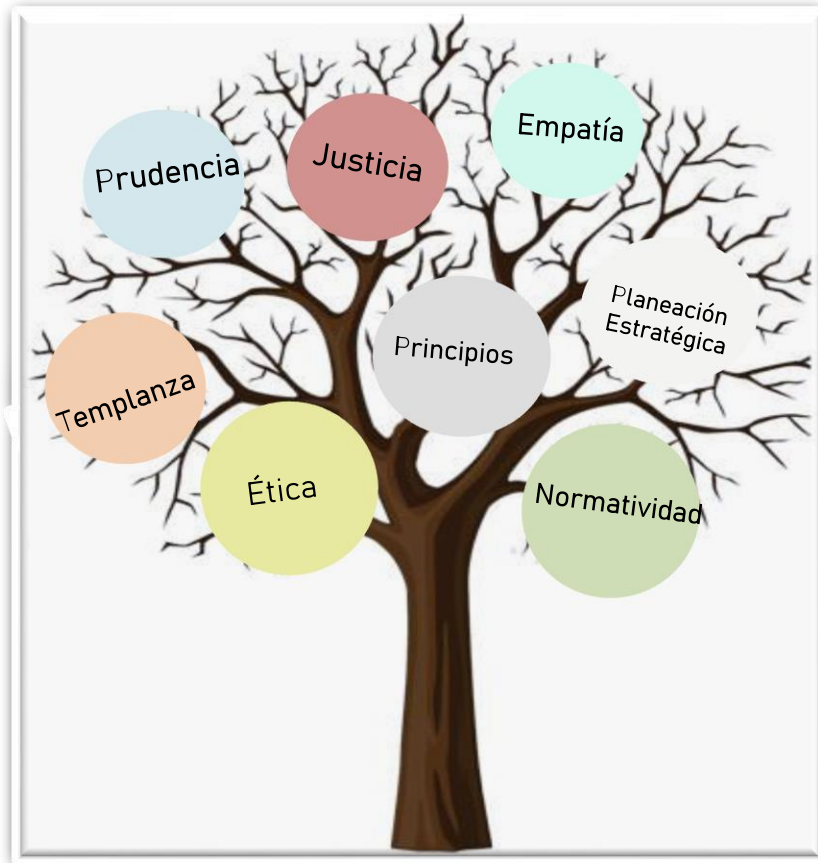 Prudencia
Justicia
Empatía
Planeación
Estratégica
Principios
Templanza
Ética
Normatividad